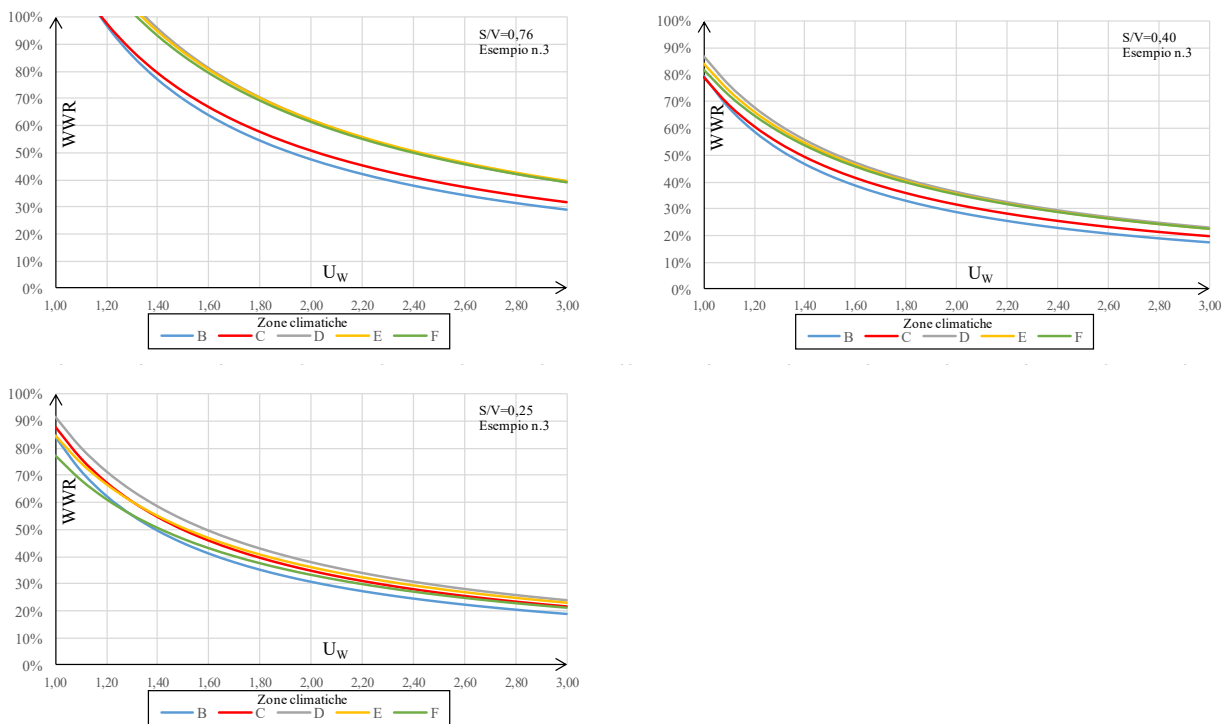 100%
90%
80%
70%
60%
50%
40%
30%
20%
10%
0%
WWR
S/V=0,76
Esempio n.3
U_W
1,00 1,20 1,40 1,60 1,80 2,00 2,20 2,40 2,60 2,80 3,00
Zone climatiche
B C D E F
100%
90%
80%
70%
60%
50%
40%
30%
20%
10%
0%
WWR
S/V=0,40
Esempio n.3
U_W
1,00 1,20 1,40 1,60 1,80 2,00 2,20 2,40 2,60 2,80 3,00
Zone climatiche
B C D E F
100%
90%
80%
70%
60%
50%
40%
30%
20%
10%
0%
WWR
S/V=0,25
Esempio n.3
U_W
1,00 1,20 1,40 1,60 1,80 2,00 2,20 2,40 2,60 2,80 3,00
Zone climatiche
B C D E F